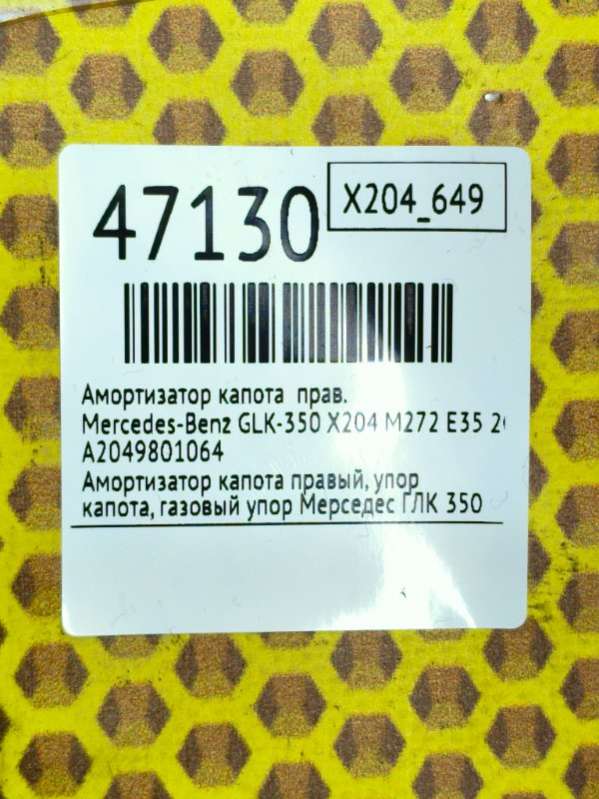 47130
X204_649
Амортизатор капота прав.
Mercedes-Benz GLK-350 X204 M272 E35
A2049801064
Амортизатор капота правый, упор
капота, газовый упор Мерседес ГЛК 350